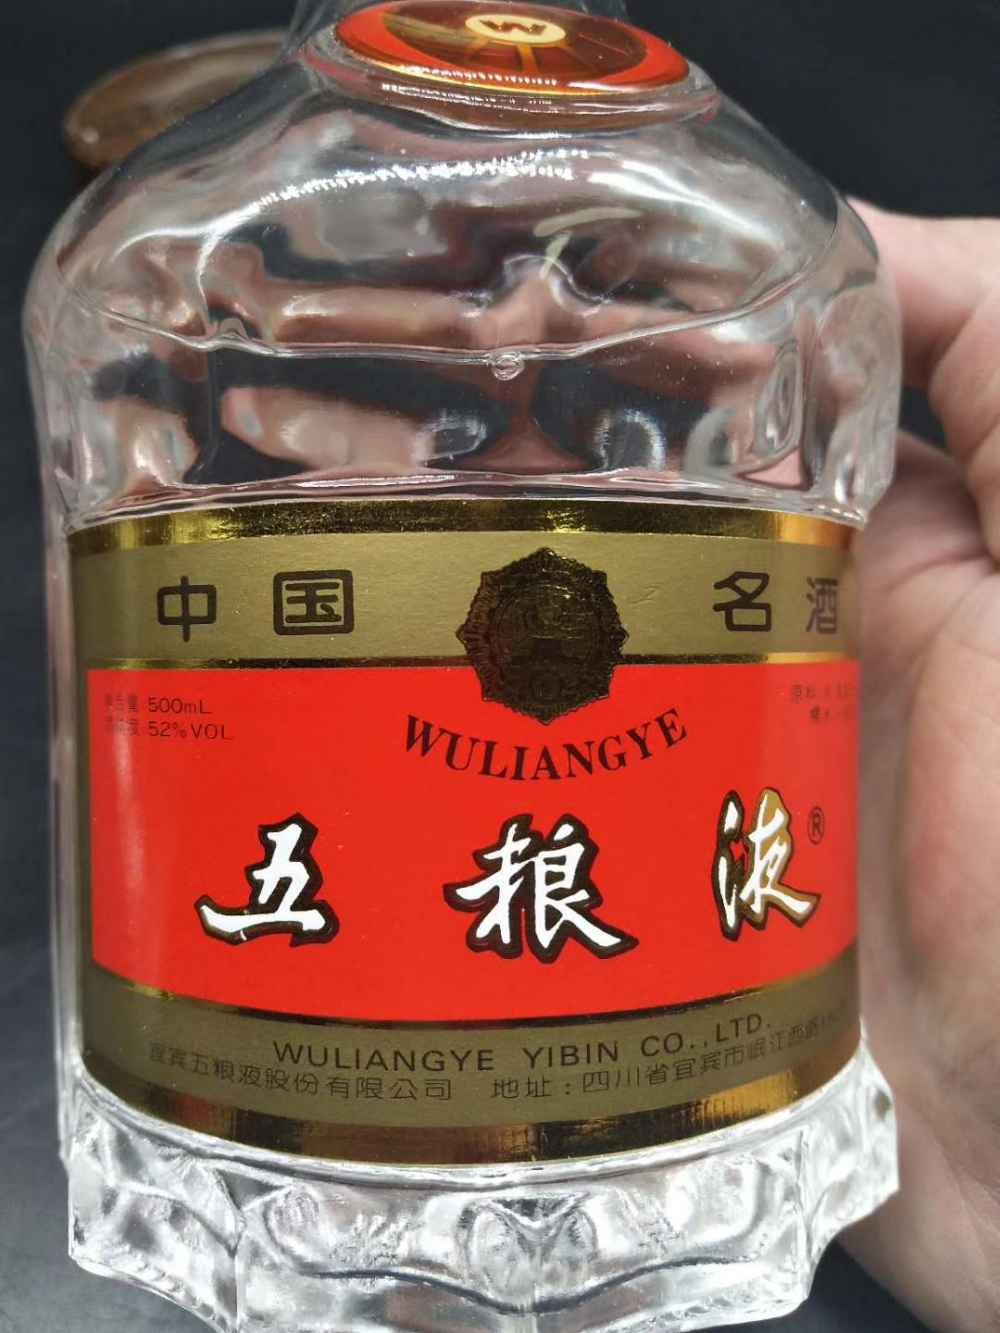 W
中国 名酒
500mL
52%VOL
WULIANGYE
五粮液®
WULIANGYE YIBIN CO.,LTD.
宜宾五粮液股份有限公司 地址:四川省宜宾市岷江西路